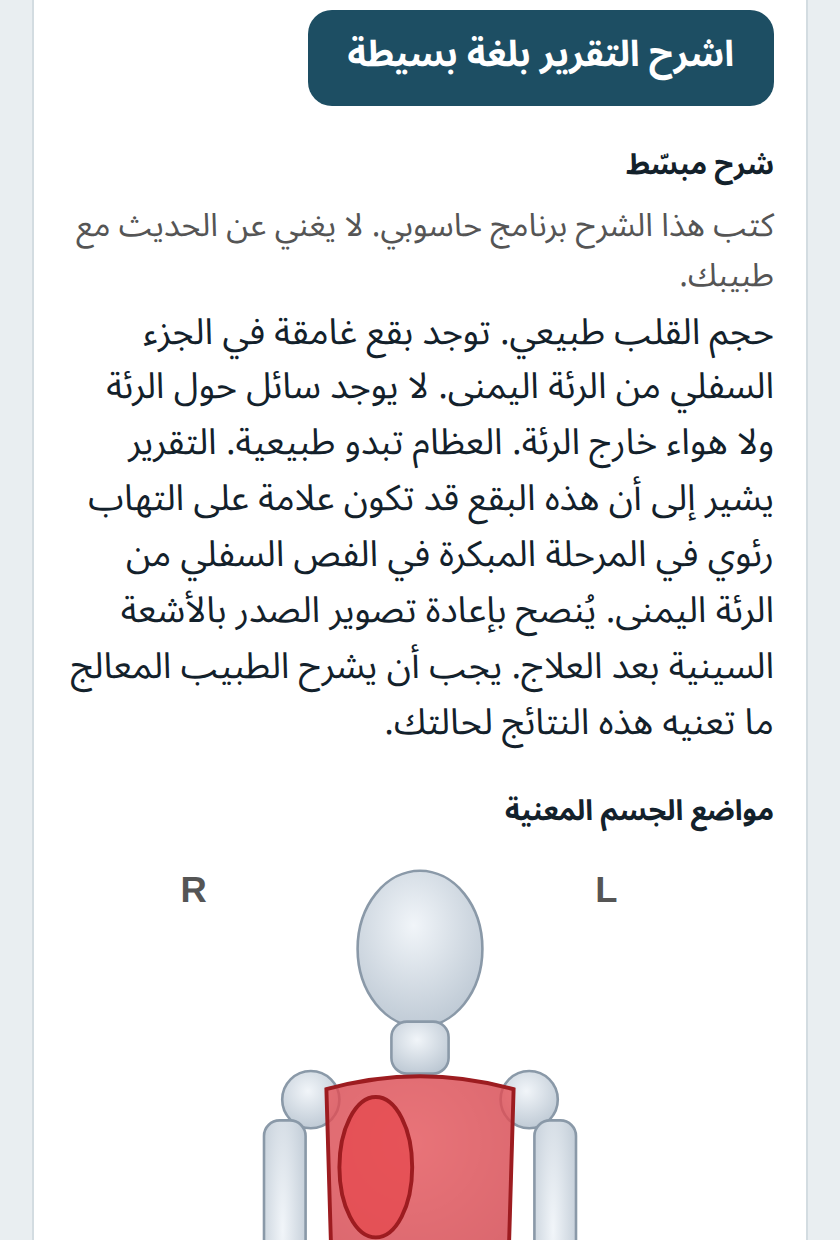 اشرح التقرير بلغة بسيطة
شرح مبسّط
كتب هذا الشرح برنامج حاسوبي. لا يغني عن الحديث مع
طبيبك.
حجم القلب طبيعي. توجد بقع غامقة في الجزء
السفلي من الرئة اليمنى. لا يوجد سائل حول الرئة
ولا هواء خارج الرئة. العظام تبدو طبيعية. التقرير
يشير إلى أن هذه البقع قد تكون علامة على التهاب
رئوي في المرحلة المبكرة في الفص السفلي من
الرئة اليمنى. يُنصح بإعادة تصوير الصدر بالأشعة
السينية بعد العلاج. يجب أن يشرح الطبيب المعالج
ما تعنيه هذه النتائج لحالتك.
مواضع الجسم المعنية
R L